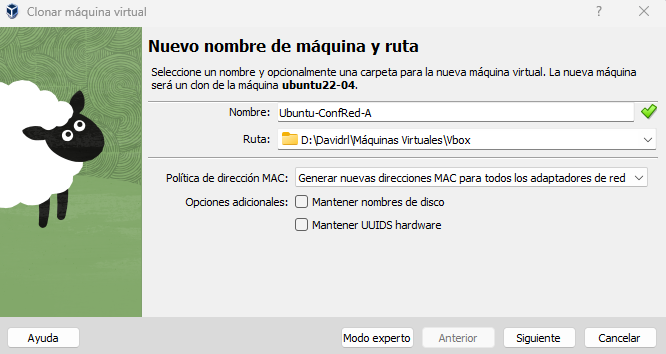 Clonar máquina virtual
Nuevo nombre de máquina y ruta
Seleccione un nombre y opcionalmente una carpeta para la nueva máquina virtual. La nueva máquina
será un clon de la máquina ubuntu22-04.
Nombre: Ubuntu-ConfRed-A
Ruta: D:\Davidrl\Máquinas Virtuales\Vbox
Política de dirección MAC: Generar nuevas direcciones MAC para todos los adaptadores de red
Opciones adicionales: Mantener nombres de disco
Mantener UUIDS hardware
Ayuda Modo experto Anterior Siguiente Cancelar